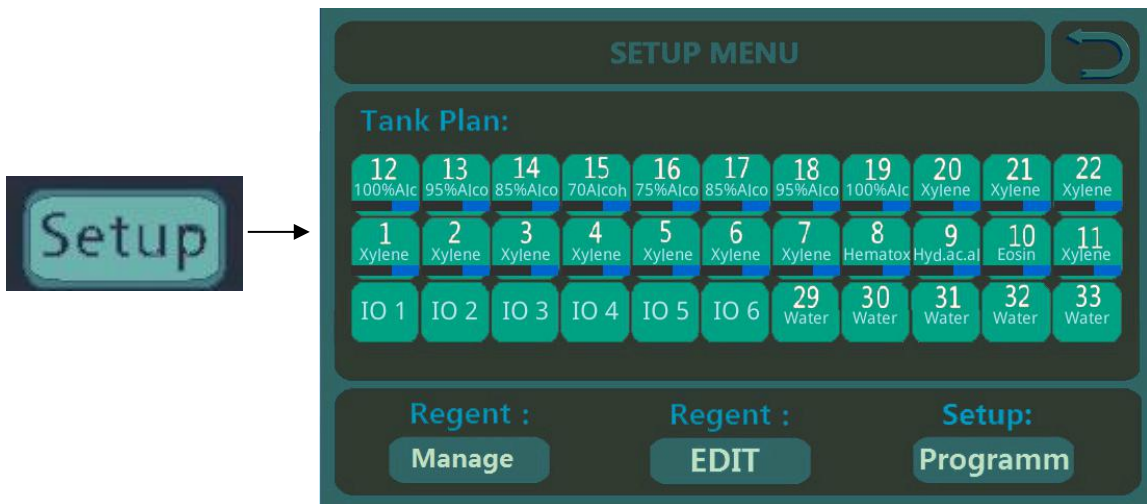 Setup
SETUP MENU
Tank Plan:
12 13 14 15 16 17 18 19 20 21 22
100%Alc 95%Alco 85%Alco 70Alcoh 75%Alco 85%Alco 95%Alco 100%Alc Xylene Xylene Xylene
1 2 3 4 5 6 7 8 9 10 11
Xylene Xylene Xylene Xylene Xylene Xylene Xylene Hematox Hyd.ac.al Eosin Xylene
IO 1 IO 2 IO 3 IO 4 IO 5 IO 6 29 30 31 32 33
Water Water Water Water Water
Regent : Regent : Setup:
Manage EDIT Programm